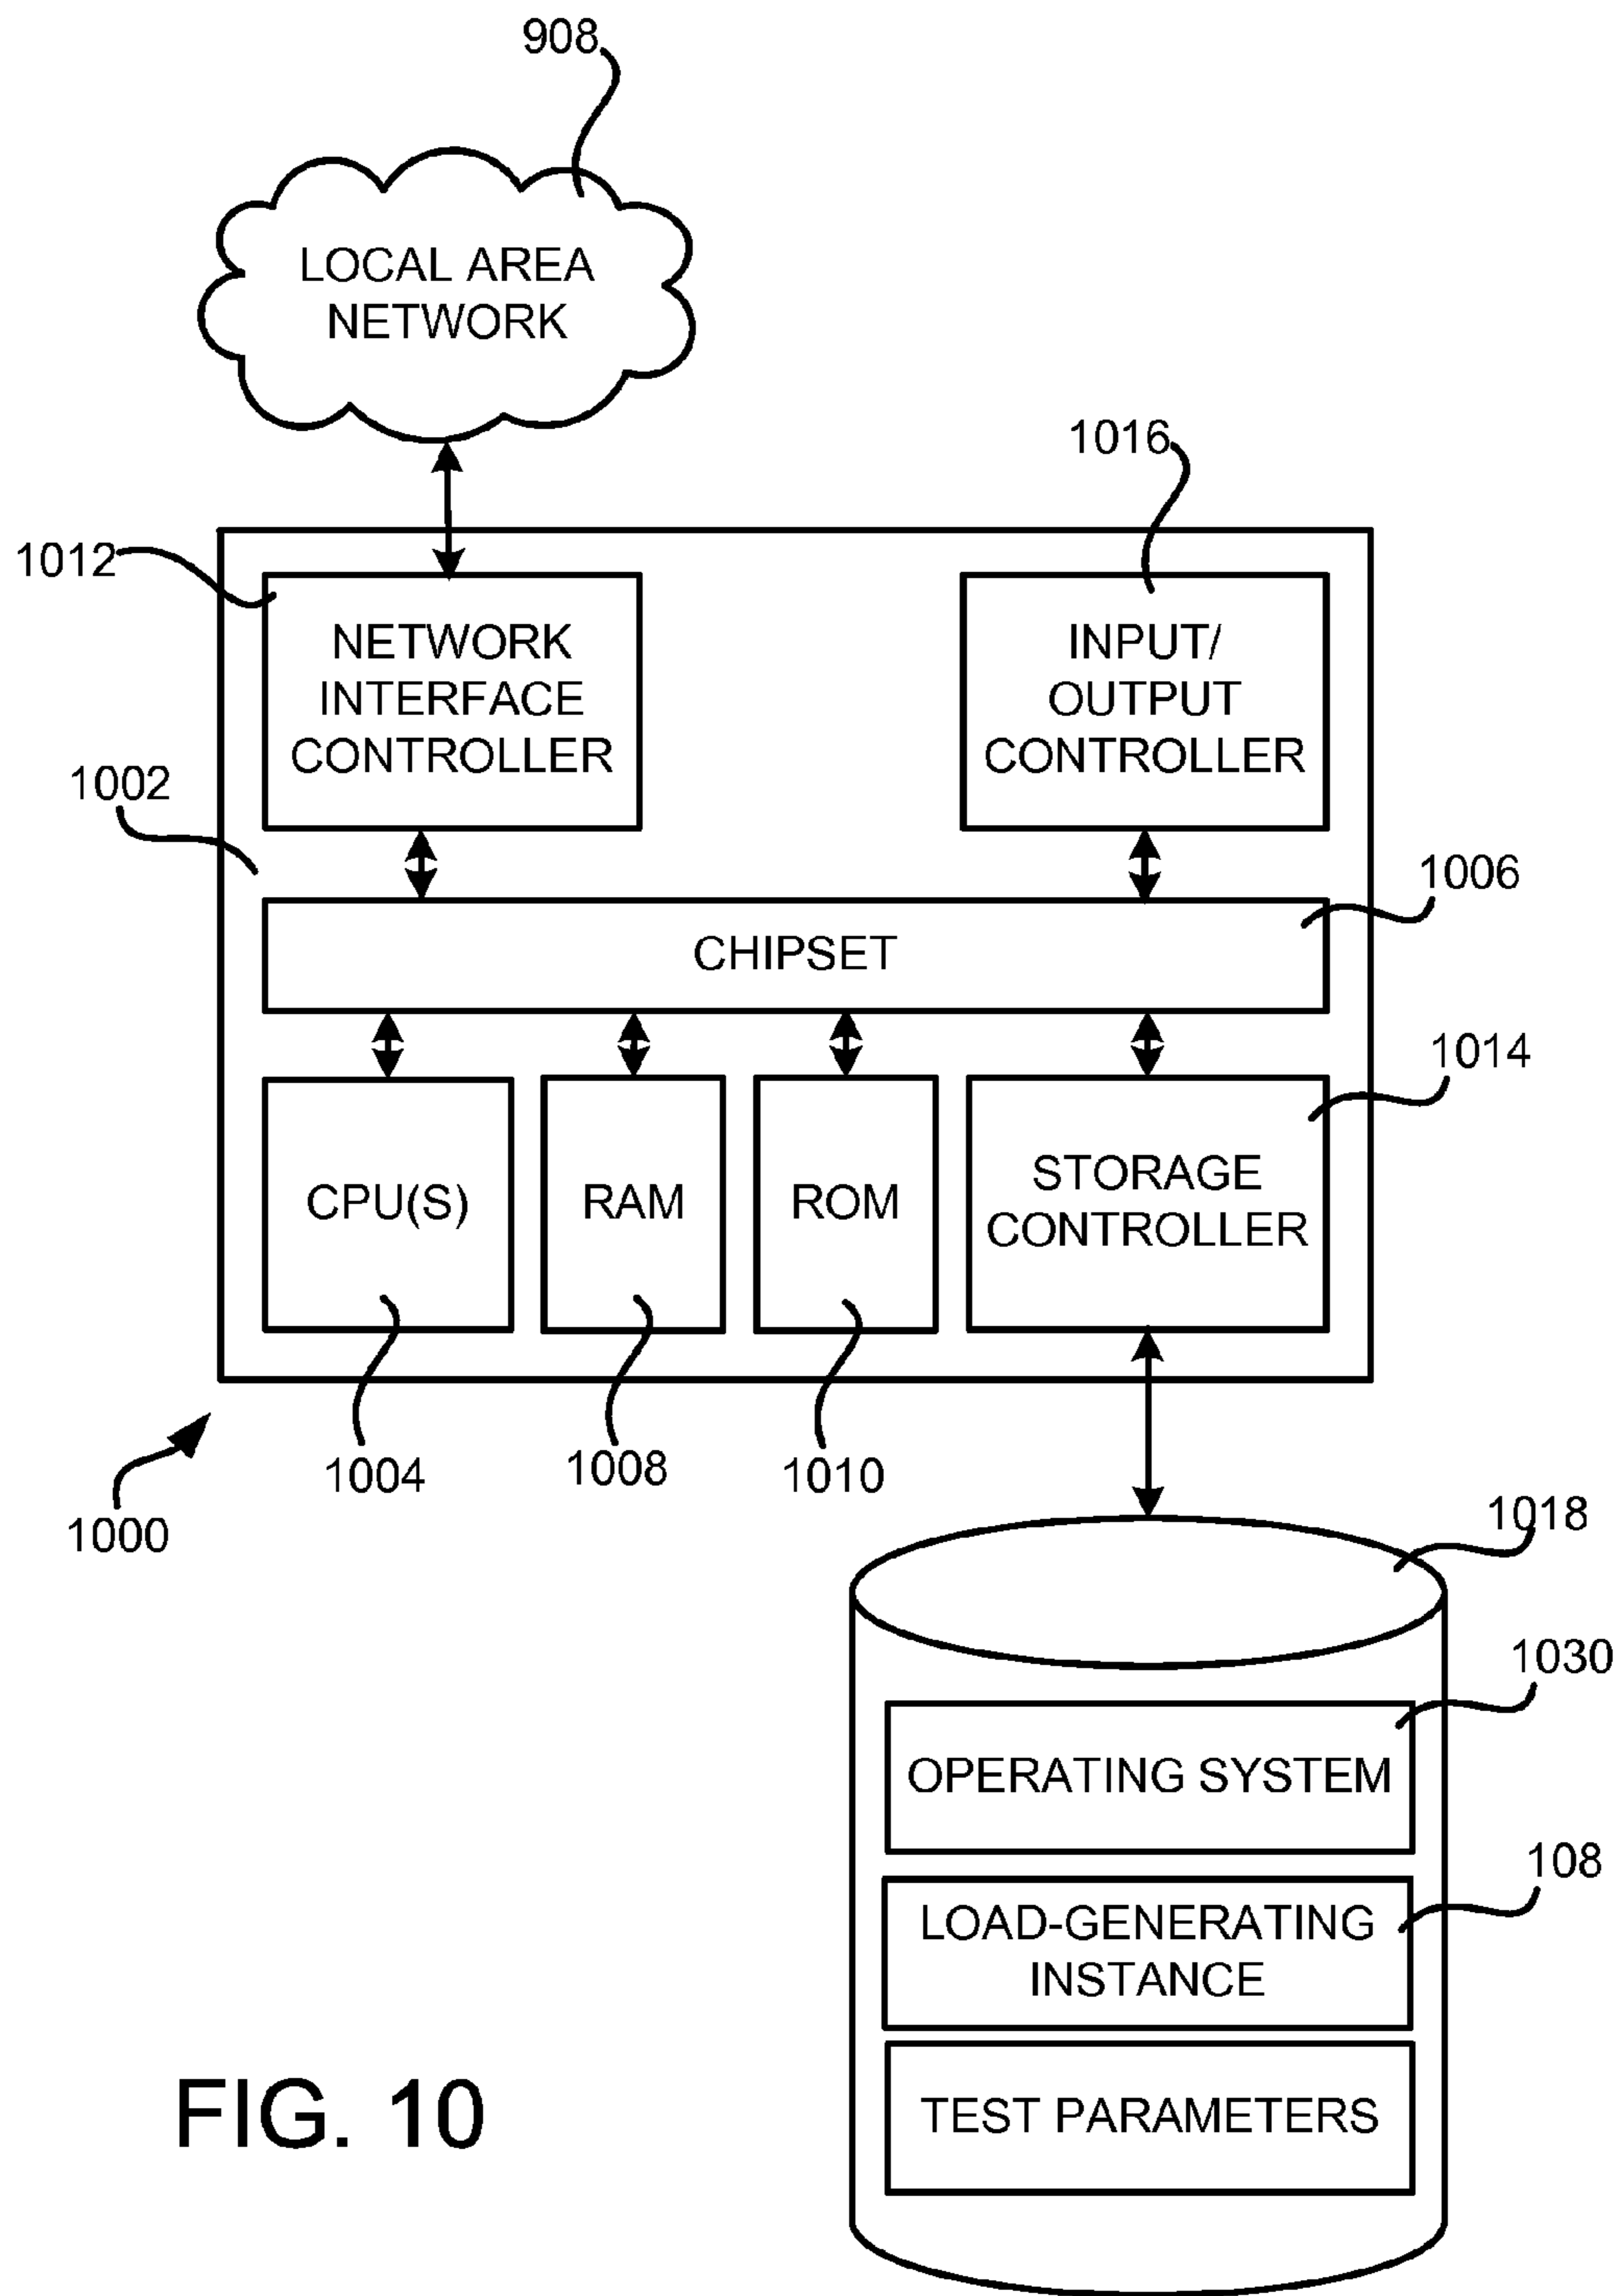 908
LOCAL AREA
NETWORK
1016
1012
NETWORK
INTERFACE
CONTROLLER
INPUT/
OUTPUT
CONTROLLER
1002
1006
CHIPSET
1014
CPU(S)
RAM
ROM
STORAGE
CONTROLLER
1004
1008
1010
1000
1018
1030
OPERATING SYSTEM
108
LOAD-GENERATING
INSTANCE
TEST PARAMETERS
FIG. 10